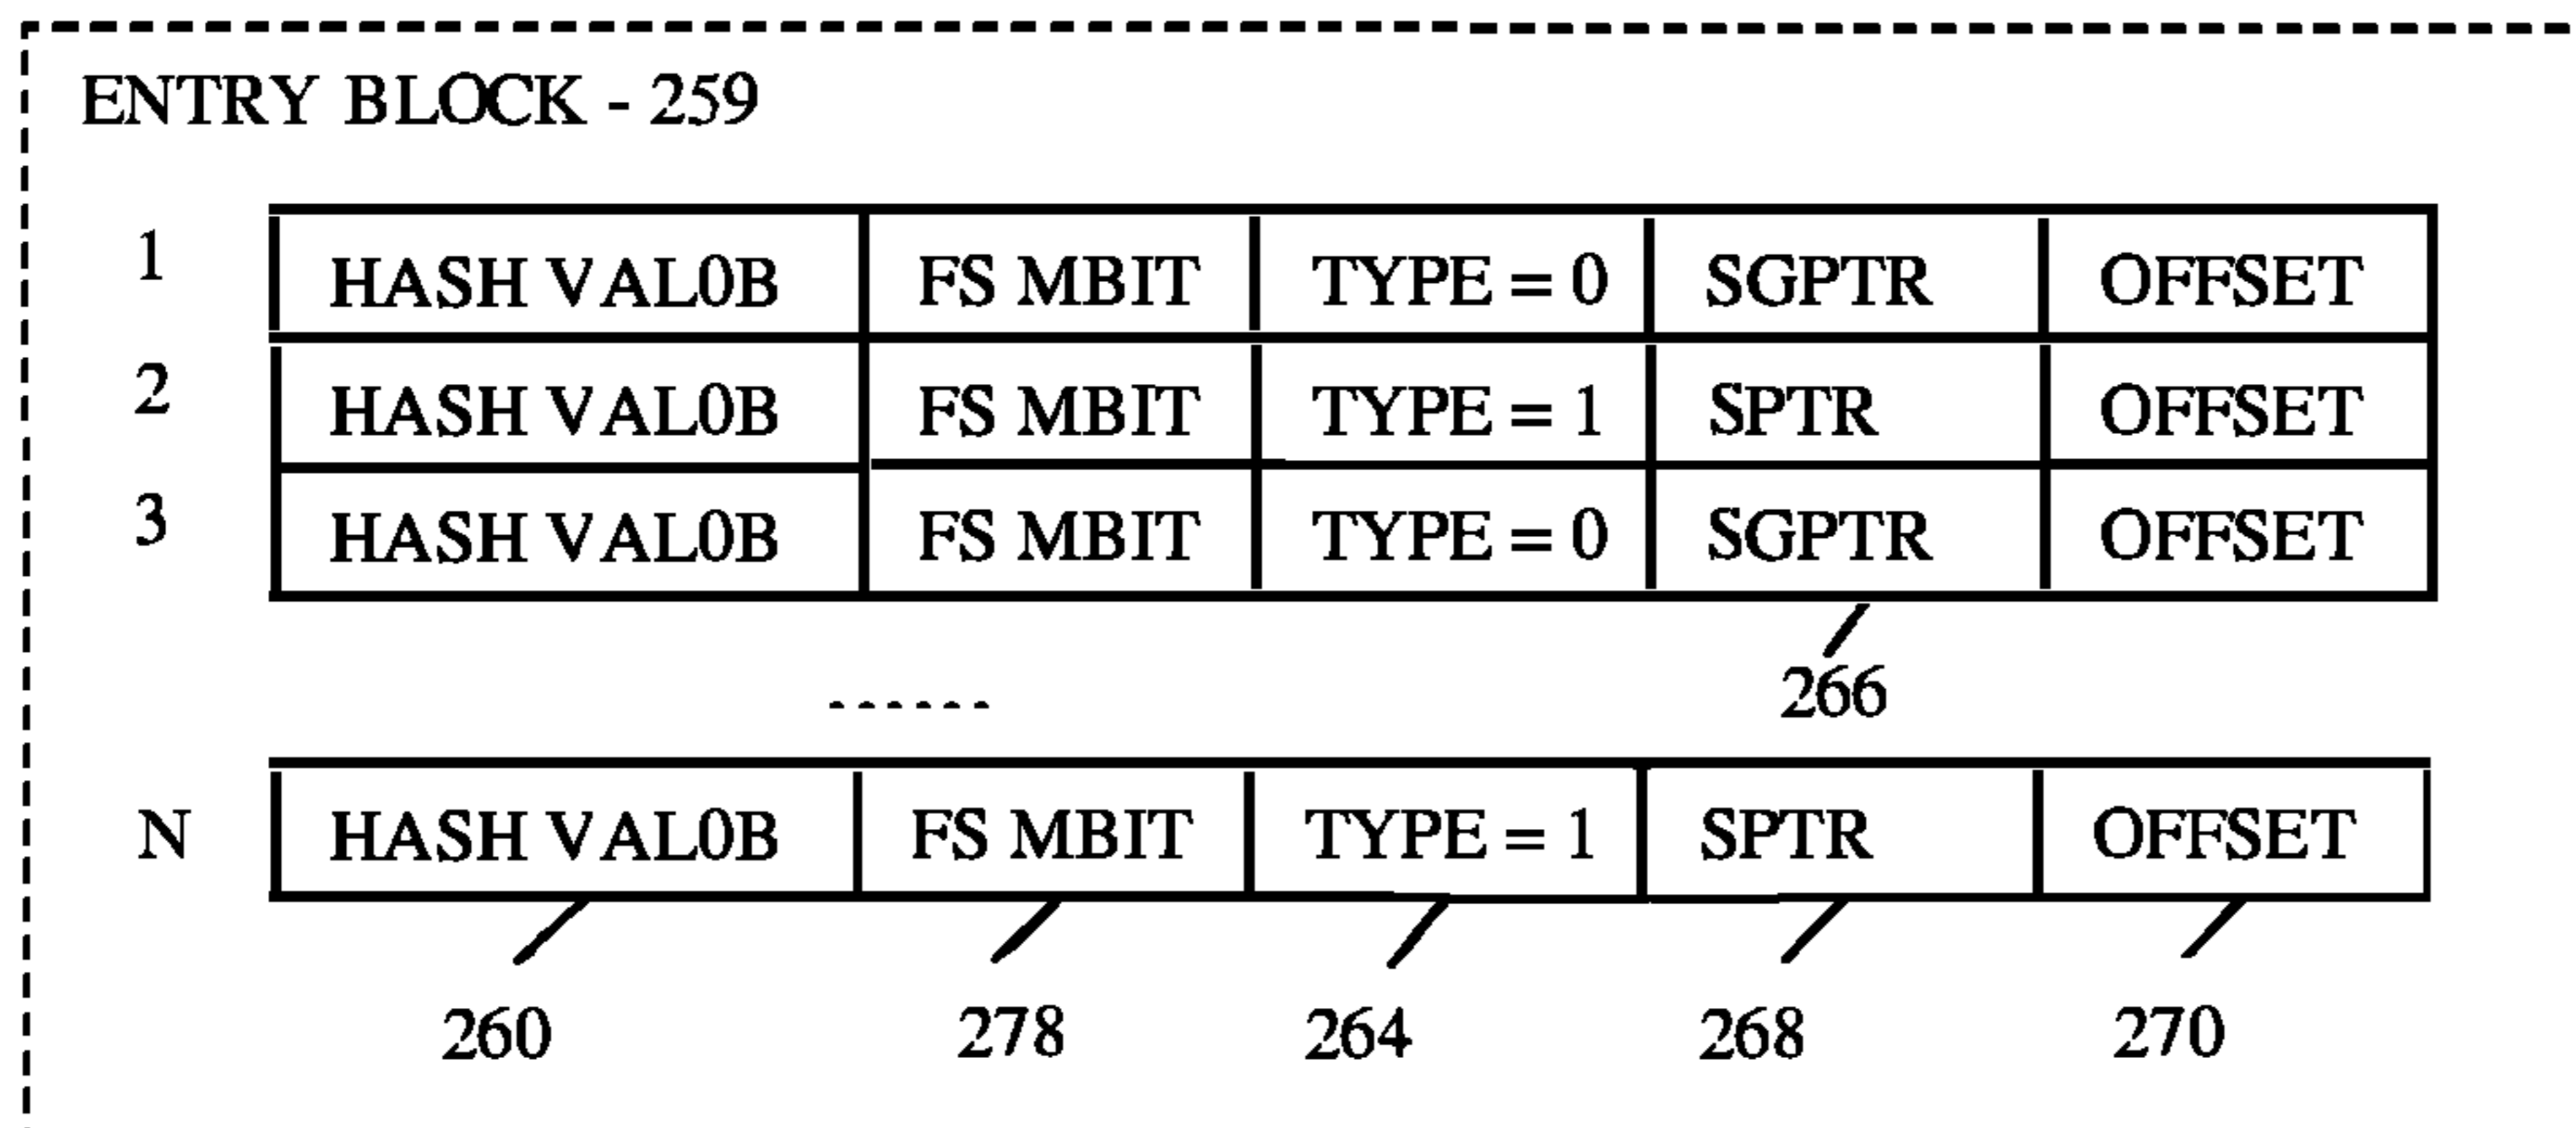 ENTRY BLOCK - 259
1 HASH VAL0B FS MBIT TYPE = 0 SGPTR OFFSET
2 HASH VAL0B FS MBIT TYPE = 1 SPTR OFFSET
3 HASH VAL0B FS MBIT TYPE = 0 SGPTR OFFSET
266
......
N HASH VAL0B FS MBIT TYPE = 1 SPTR OFFSET
260 278 264 268 270